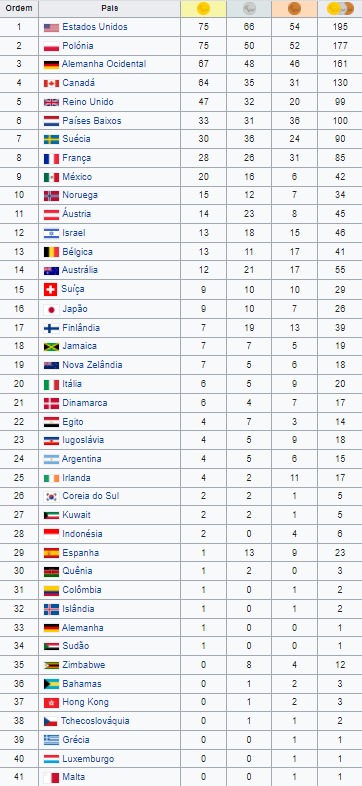 Ordem País
1 Estados Unidos 75 66 54 195
2 Polónia 75 50 52 177
3 Alemanha Ocidental 67 48 46 161
4 Canadá 64 35 31 130
5 Reino Unido 47 32 20 99
6 Países Baixos 33 31 36 100
7 Suécia 30 36 24 90
8 França 28 26 31 85
9 México 20 16 6 42
10 Noruega 15 12 7 34
11 Áustria 14 23 8 45
12 Israel 13 18 15 46
13 Bélgica 13 11 17 41
14 Austrália 12 21 17 55
15 Suíça 9 10 10 29
16 Japão 9 10 7 26
17 Finlândia 7 19 13 39
18 Jamaica 7 7 5 19
19 Nova Zelândia 7 5 6 18
20 Itália 6 5 9 20
21 Dinamarca 6 4 7 17
22 Egito 4 7 3 14
23 Iugoslávia 4 5 9 18
24 Argentina 4 5 6 15
25 Irlanda 4 2 11 17
26 Coreia do Sul 2 2 1 5
27 Kuwait 2 2 1 5
28 Indonésia 2 0 4 6
29 Espanha 1 13 9 23
30 Quênia 1 2 0 3
31 Colômbia 1 0 1 2
32 Islândia 1 0 1 2
33 Alemanha 1 0 0 1
34 Sudão 1 0 0 1
35 Zimbabwe 0 8 4 12
36 Bahamas 0 1 2 3
37 Hong Kong 0 1 2 3
38 Tchecoslováquia 0 1 1 2
39 Grécia 0 0 1 1
40 Luxemburgo 0 0 1 1
41 Malta 0 0 1 1